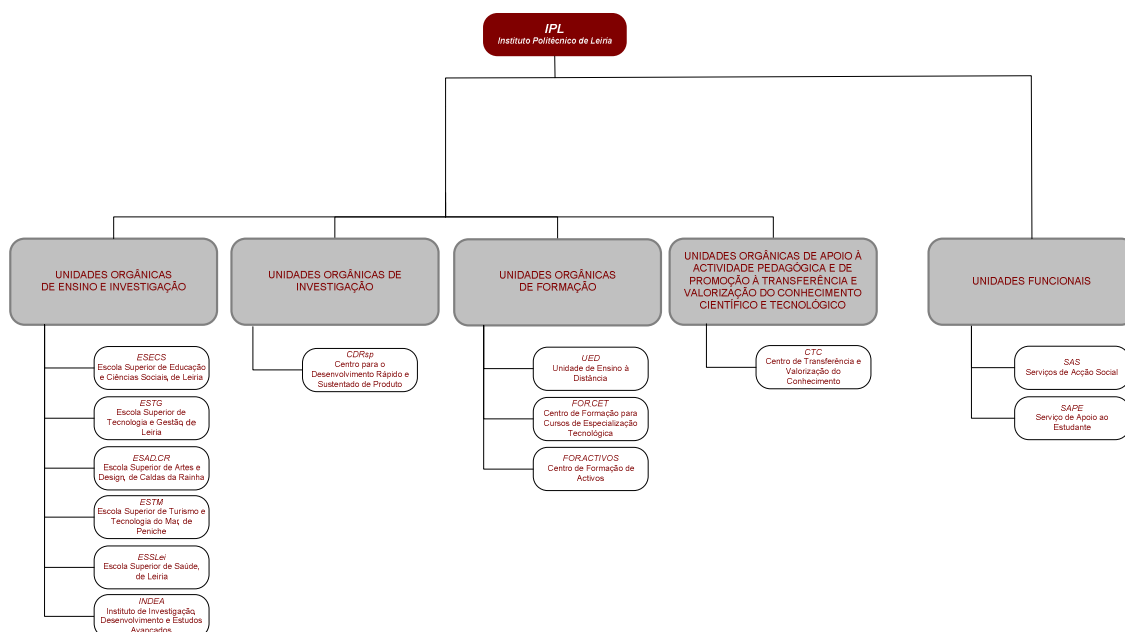 IPL
Instituto Politécnico de Leiria
UNIDADES ORGÂNICAS
DE ENSINO E INVESTIGAÇÃO
ESECS
Escola Superior de Educação
e Ciências Sociais, de Leiria
ESTG
Escola Superior de
Tecnologia e Gestão, de
Leiria
ESAD.CR
Escola Superior de Artes e
Design, de Caldas da Rainha
ESTM
Escola Superior de Turismo e
Tecnologia do Mar, de
Peniche
ESSLei
Escola Superior de Saúde,
de Leiria
INDEA
Instituto de Investigação,
Desenvolvimento e Estudos
Avançados
UNIDADES ORGÂNICAS DE
INVESTIGAÇÃO
CDRsp
Centro para o
Desenvolvimento Rápido e
Sustentado de Produto
UNIDADES ORGÂNICAS
DE FORMAÇÃO
UED
Unidade de Ensino à
Distância
FOR.CET
Centro de Formação para
Cursos de Especialização
Tecnológica
FOR.ACTIVOS
Centro de Formação de
Activos
UNIDADES ORGÂNICAS DE APOIO À
ACTIVIDADE PEDAGÓGICA E DE
PROMOÇÃO À TRANSFERÊNCIA E
VALORIZAÇÃO DO CONHECIMENTO
CIENTÍFICO E TECNOLÓGICO
CTC
Centro de Transferência e
Valorização do
Conhecimento
UNIDADES FUNCIONAIS
SAS
Serviços de Acção Social
SAPE
Serviço de Apoio ao
Estudante